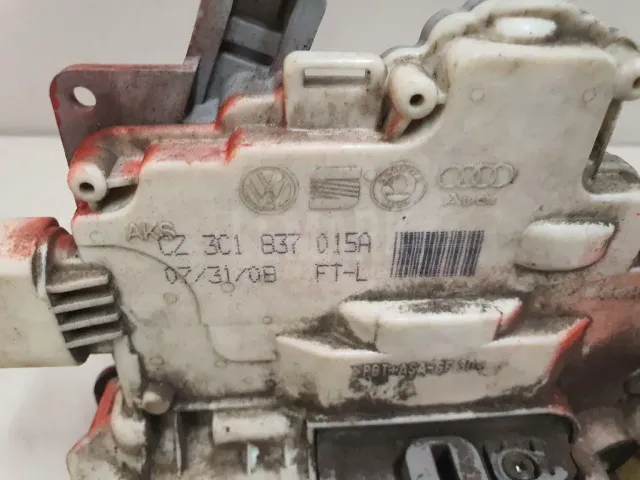 Audi
AKS
CZ 3C1 837 015A
07/31/08 FT-L